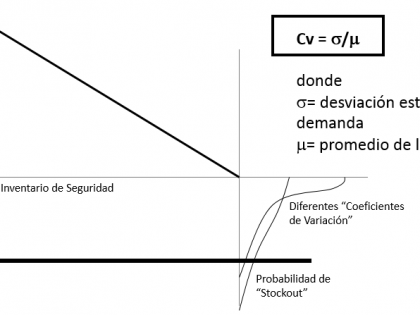 Cv = σ/μ
donde
σ= desviación est
demanda
μ= promedio de l
Inventario de Seguridad
Diferentes “Coeficientes
de Variación”
Probabilidad de
“Stockout”